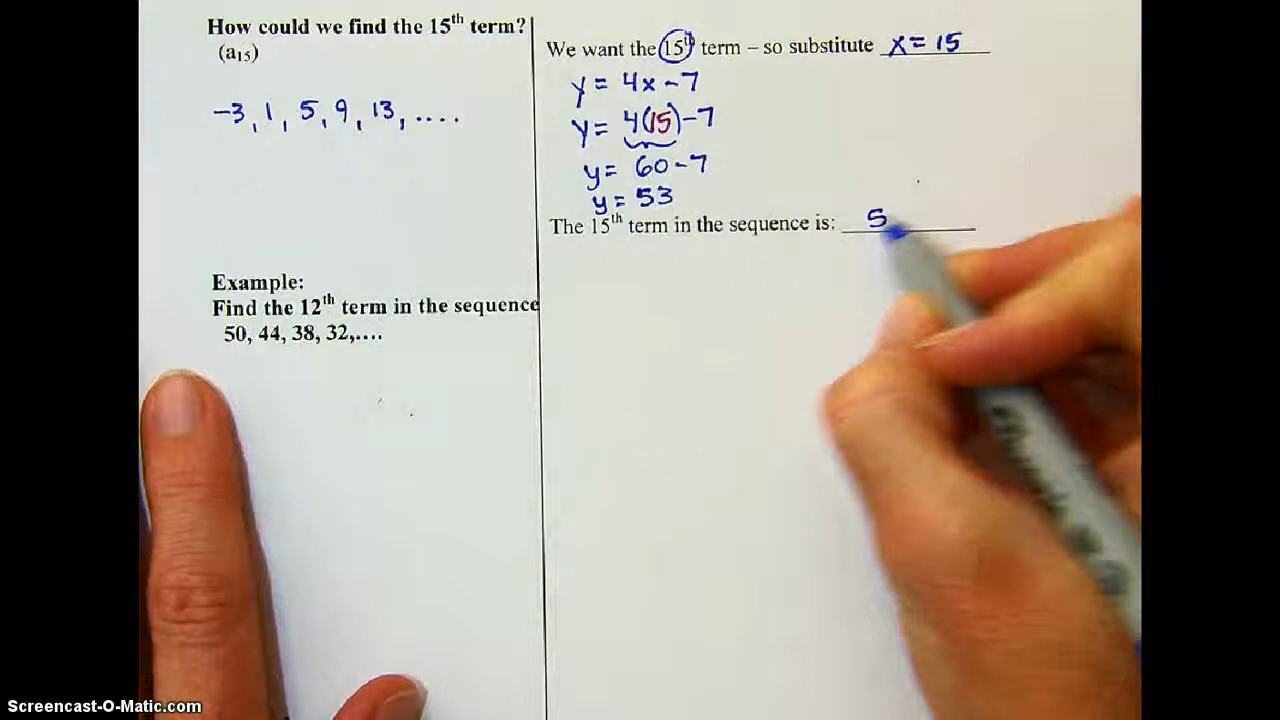 How could we find the 15th term?
(a15)
-3, 1, 5, 9, 13, ....
Example:
Find the 12th term in the sequence
50, 44, 38, 32,....
We want the 15th term – so substitute x = 15
y = 4x - 7
y = 4(15) - 7
y = 60 - 7
y = 53
The 15th term in the sequence is: 5
Screencast-O-Matic.com